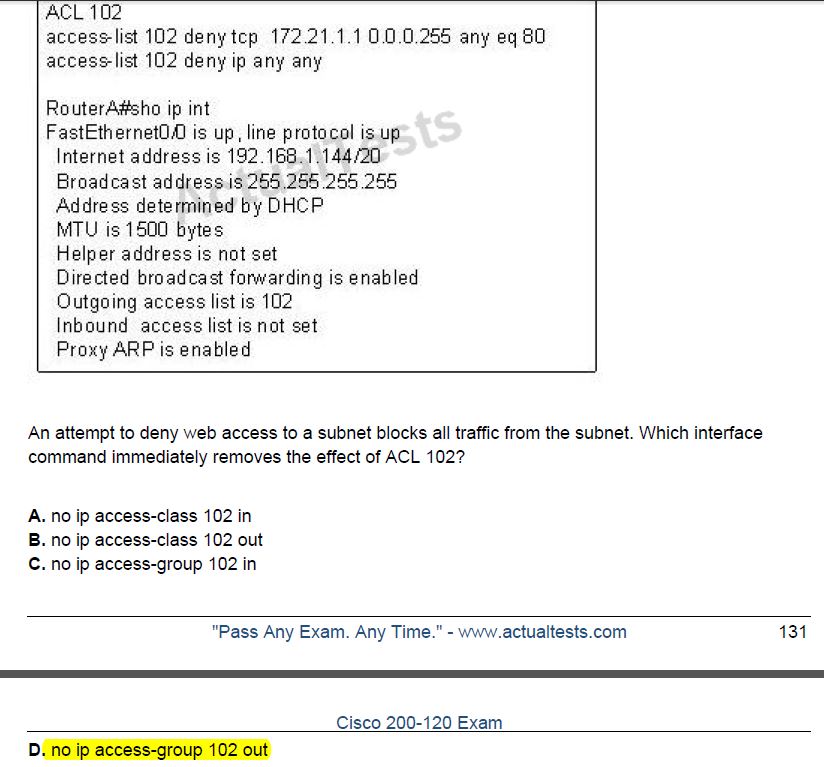 ACL 102
access-list 102 deny tcp 172.21.1.1 0.0.0.255 any eq 80
access-list 102 deny ip any any
RouterA#sho ip int
FastEthernet0/0 is up, line protocol is up
Internet address is 192.168.1.144/20
Broadcast address is 255.255.255.255
Address determined by DHCP
MTU is 1500 bytes
Helper address is not set
Directed broadcast forwarding is enabled
Outgoing access list is 102
Inbound access list is not set
Proxy ARP is enabled
ActualTests
An attempt to deny web access to a subnet blocks all traffic from the subnet. Which interface
command immediately removes the effect of ACL 102?
A. no ip access-class 102 in
B. no ip access-class 102 out
C. no ip access-group 102 in
"Pass Any Exam. Any Time." - www.actualtests.com 131
Cisco 200-120 Exam
D. no ip access-group 102 out